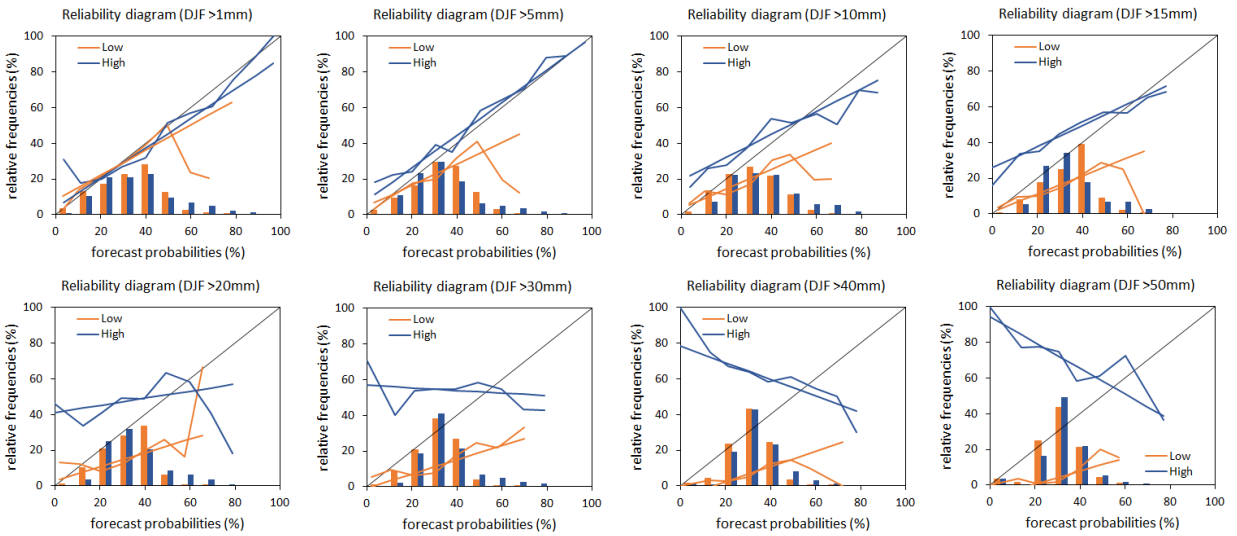 Reliability diagram (DJF >1mm)
relative frequencies (%)
100
80
60
40
20
0
Low
High
0 20 40 60 80 100
forecast probabilities (%)
Reliability diagram (DJF >5mm)
relative frequencies (%)
100
80
60
40
20
0
Low
High
0 20 40 60 80 100
forecast probabilities (%)
Reliability diagram (DJF >10mm)
relative frequencies (%)
100
80
60
40
20
0
Low
High
0 20 40 60 80 100
forecast probabilities (%)
Reliability diagram (DJF >15mm)
relative frequencies (%)
100
80
60
40
20
0
Low
High
0 20 40 60 80 100
forecast probabilities (%)
Reliability diagram (DJF >20mm)
relative frequencies (%)
100
80
60
40
20
0
Low
High
0 20 40 60 80 100
forecast probabilities (%)
Reliability diagram (DJF >30mm)
relative frequencies (%)
100
80
60
40
20
0
Low
High
0 20 40 60 80 100
forecast probabilities (%)
Reliability diagram (DJF >40mm)
relative frequencies (%)
100
80
60
40
20
0
Low
High
0 20 40 60 80 100
forecast probabilities (%)
Reliability diagram (DJF >50mm)
relative frequencies (%)
100
80
60
40
20
0
Low
High
0 20 40 60 80 100
forecast probabilities (%)